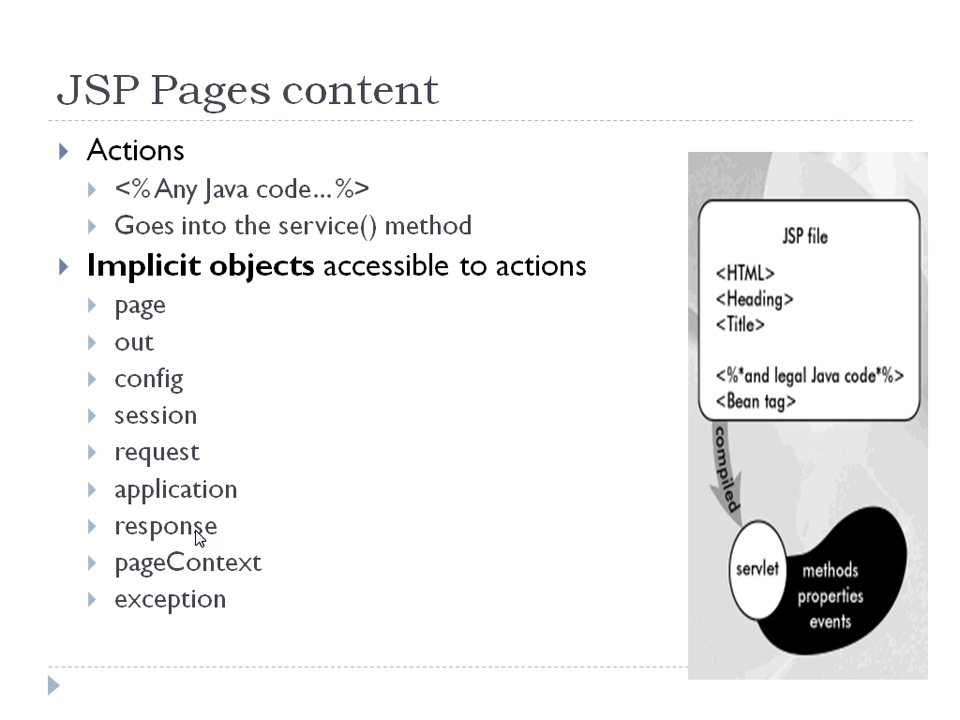 JSP Pages content
Actions
<% Any Java code... %>
Goes into the service() method
Implicit objects accessible to actions
page
out
config
session
request
application
response
pageContext
exception
JSP file
<HTML>
<Heading>
<Title>
<%*and legal Java code*%>
<Bean tag>
compiled
servlet
methods
properties
events